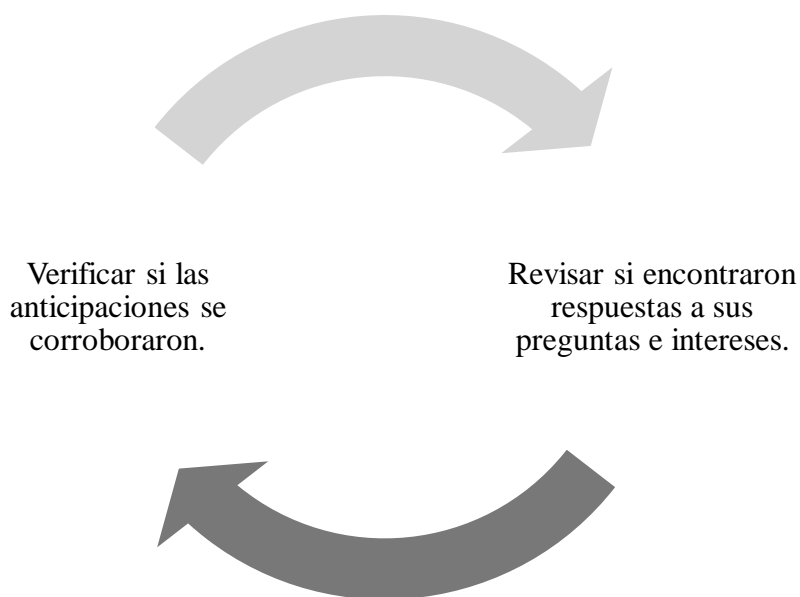 Verificar si las
anticipaciones se
corroboraron.
Revisar si encontraron
respuestas a sus
preguntas e intereses.